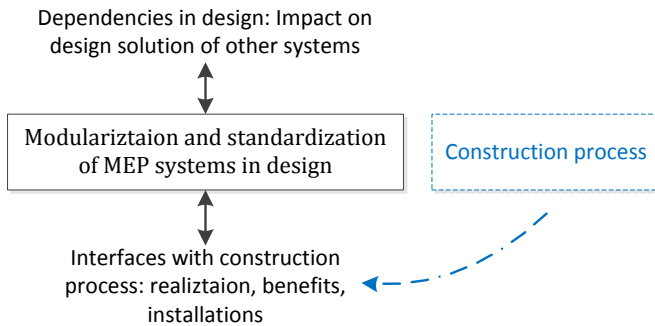 Dependencies in design: Impact on
design solution of other systems
Modulariztaion and standardization
of MEP systems in design
Construction process
Interfaces with construction
process: realiztaion, benefits,
installations